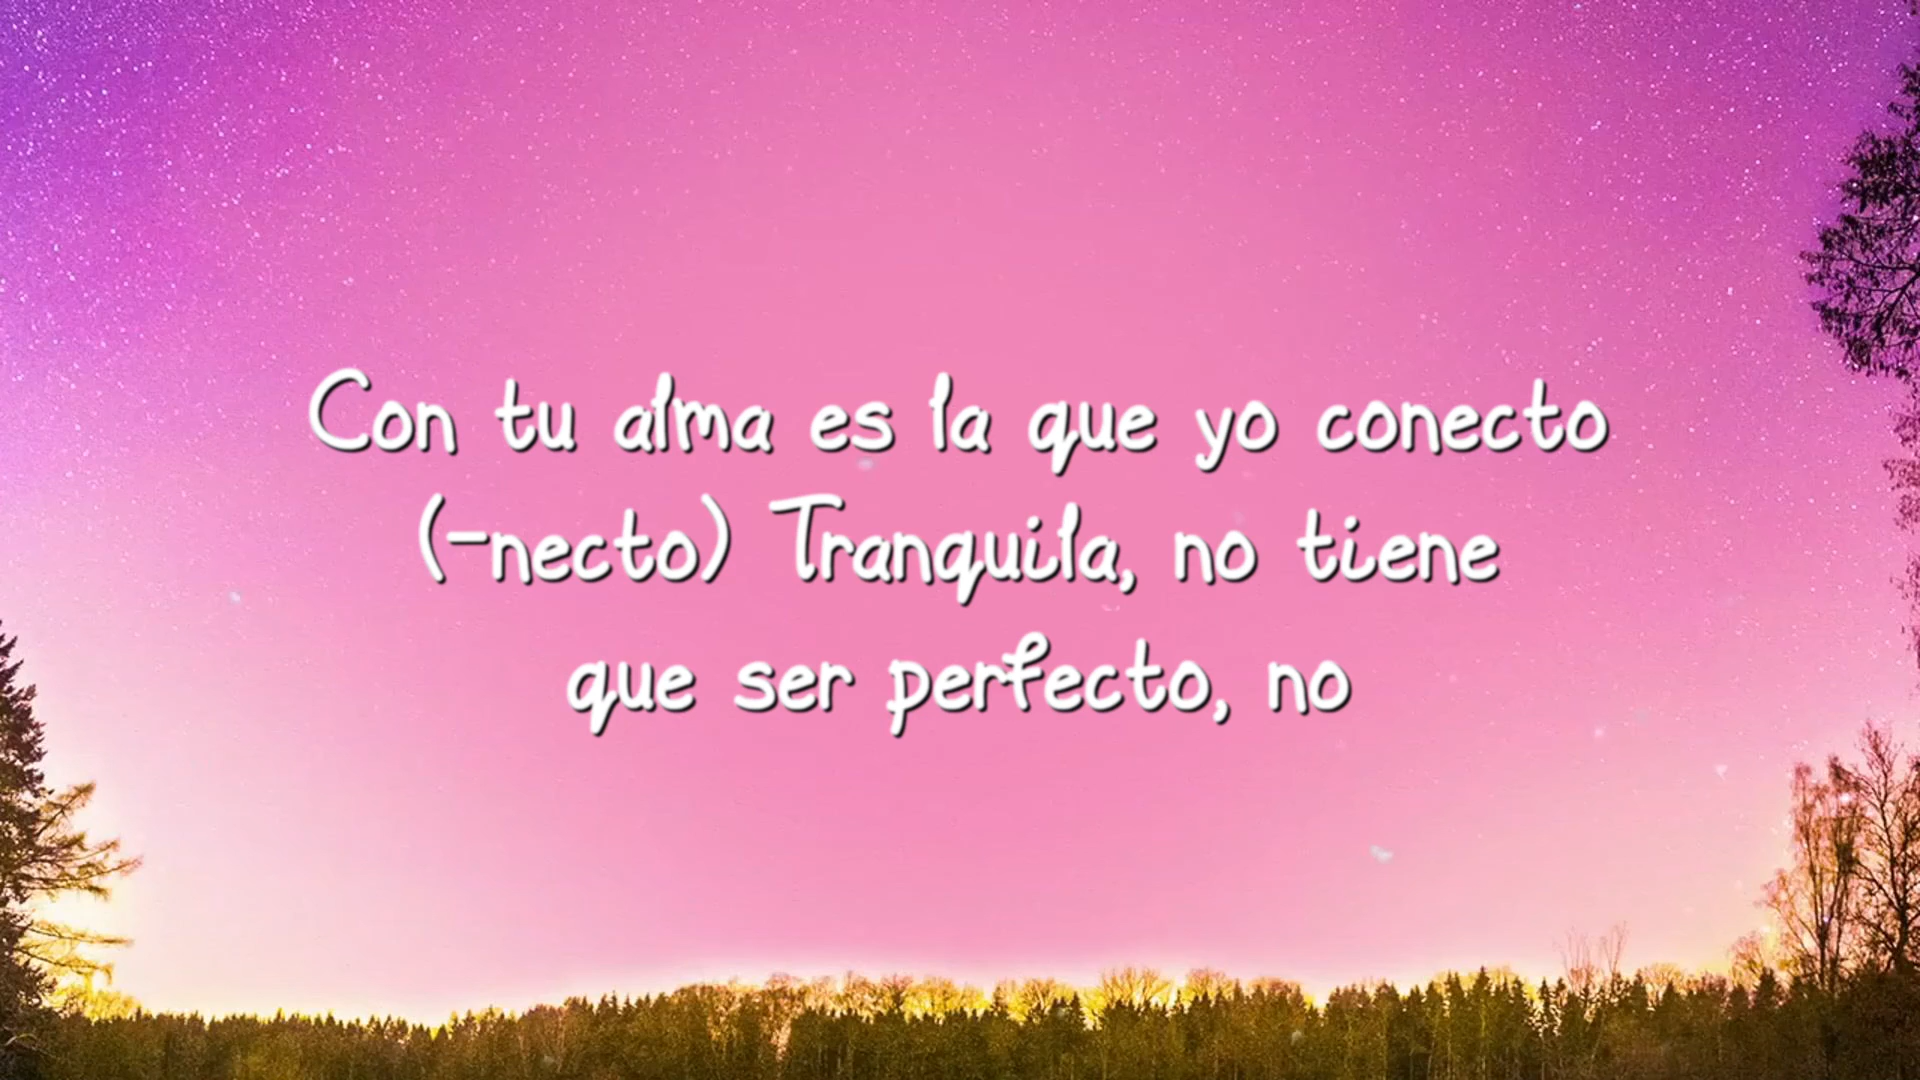 Con tu alma es la que yo conecto
(-necto) Tranquila, no tiene
que ser perfecto, no